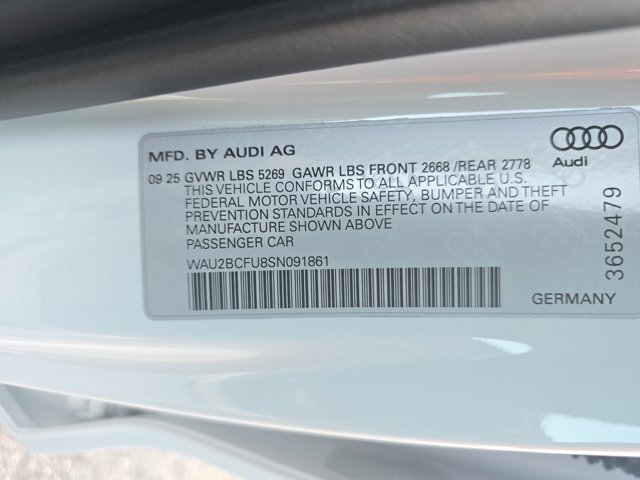 MFD. BY AUDI AG
09 25 GVWR LBS 5269 GAWR LBS FRONT 2668 /REAR 2778
THIS VEHICLE CONFORMS TO ALL APPLICABLE U.S.
FEDERAL MOTOR VEHICLE SAFETY, BUMPER AND THEFT
PREVENTION STANDARDS IN EFFECT ON THE DATE OF
MANUFACTURE SHOWN ABOVE
PASSENGER CAR
WAU2BCFU8SN091861
Audi
3652479
GERMANY